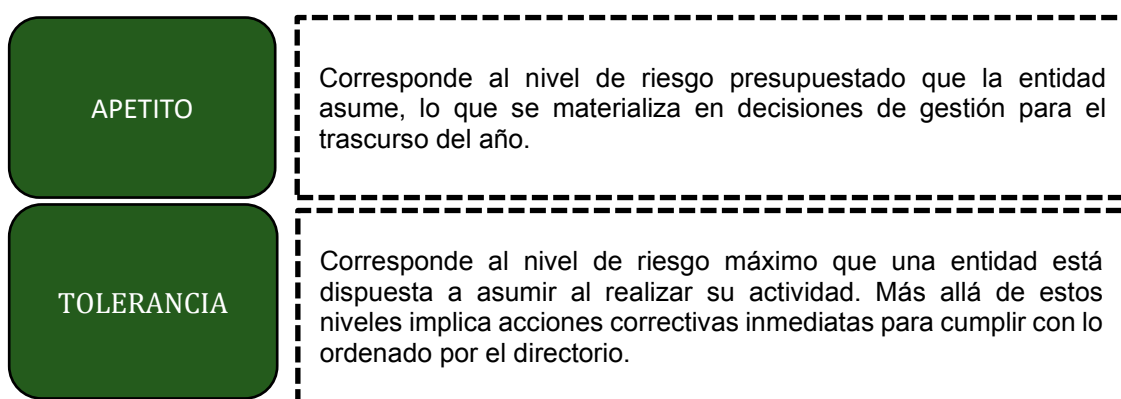 APETITO
Corresponde al nivel de riesgo presupuestado que la entidad
asume, lo que se materializa en decisiones de gestión para el
trascurso del año.
TOLERANCIA
Corresponde al nivel de riesgo máximo que una entidad está
dispuesta a asumir al realizar su actividad. Más allá de estos
niveles implica acciones correctivas inmediatas para cumplir con lo
ordenado por el directorio.